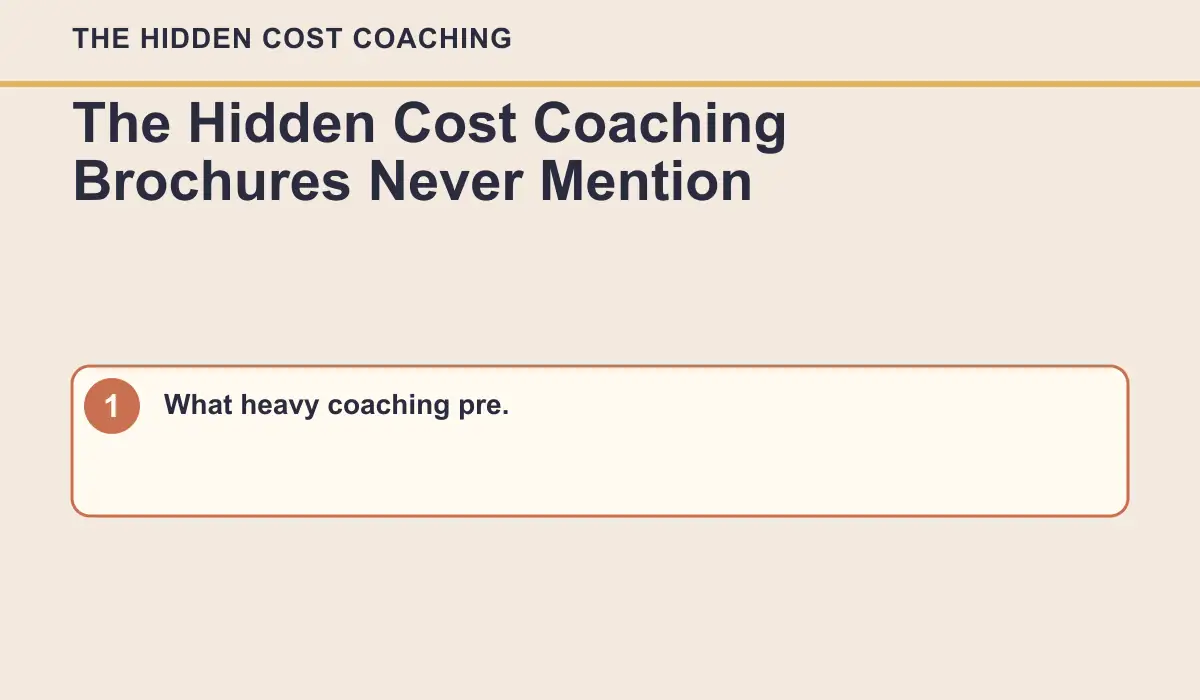 THE HIDDEN COST COACHING
The Hidden Cost Coaching
Brochures Never Mention
1
What heavy coaching pre.